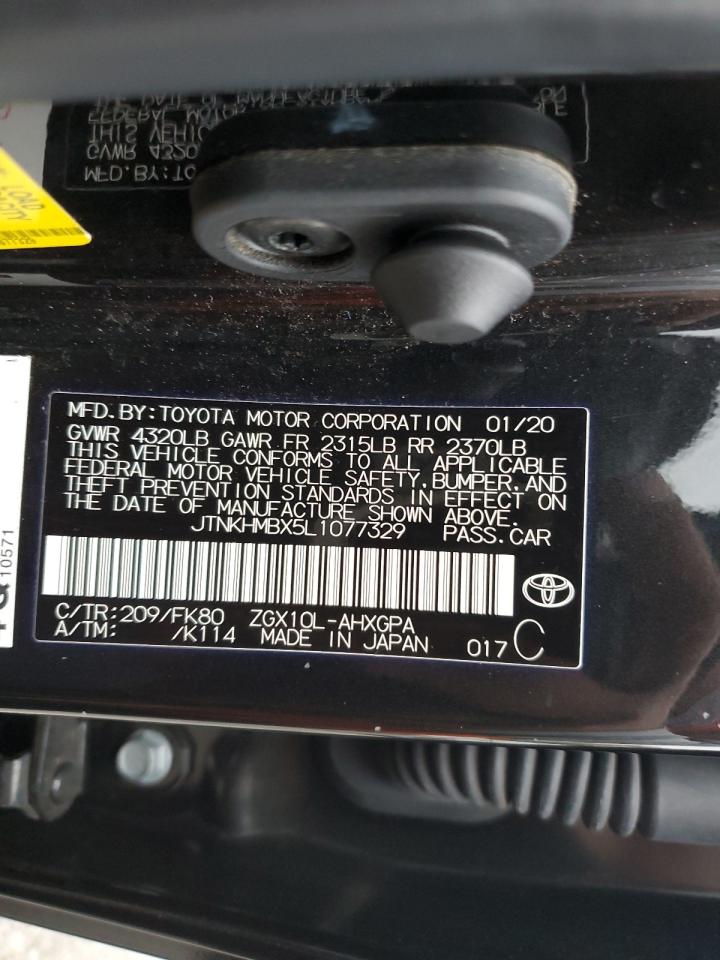 MFD.BY:TOYOTA MOTOR CORPORATION 01/20
GVWR 4320LB GAWR FR 2315LB RR 2370LB
THIS VEHICLE CONFORMS TO ALL APPLICABLE
FEDERAL MOTOR VEHICLE SAFETY,BUMPER,AND
THEFT PREVENTION STANDARDS IN EFFECT ON
THE DATE OF MANUFACTURE SHOWN ABOVE.
JTNKHMBX5L1077329 PASS.CAR
C/TR:209/FK80 ZGX10L-AHXGPA
A/TM: /K114 MADE IN JAPAN 017 C
10571